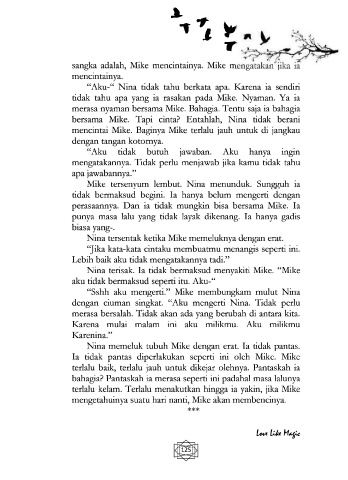 sangka adalah, Mike mencintainya. Mike mengatakan jika ia
mencintainya.
“Aku-“ Nina tidak tahu berkata apa. Karena ia sendiri
tidak tahu apa yang ia rasakan pada Mike. Nyaman. Ya ia
merasa nyaman bersama Mike. Bahagia. Tentu saja ia bahagia
bersama Mike. Tapi cinta? Entahlah, Nina tidak berani
mencintai Mike. Baginya Mike terlalu jauh untuk di jangkau
dengan tangan kotornya.
“Aku tidak butuh jawaban. Aku hanya ingin
mengatakannya. Tidak perlu menjawab jika kamu tidak tahu
apa jawabannya.”
Mike tersenyum lembut. Nina menunduk. Sungguh ia
tidak bermaksud begini. Ia hanya belum mengerti dengan
perasaannya. Dan ia tidak mungkin bisa bersama Mike. Ia
punya masa lalu yang tidak layak dikenang. Ia hanya gadis
biasa yang-.
Nina tersentak ketika Mike memeluknya dengan erat.
“Jika kata-kata cintaku membuatmu menangis seperti ini.
Lebih baik aku tidak mengatakannya tadi.”
Nina terisak. Ia tidak bermaksud menyakiti Mike. “Mike
aku tidak bermaksud seperti itu. Aku-“
“Sshh aku mengerti.” Mike membungkam mulut Nina
dengan ciuman singkat. “Aku mengerti Nina. Tidak perlu
merasa bersalah. Tidak akan ada yang berubah di antara kita.
Karena mulai malam ini aku milikmu. Aku milikmu
Karenina.”
Nina memeluk tubuh Mike dengan erat. Ia tidak pantas.
Ia tidak pantas diperlakukan seperti ini oleh Mike. Mike
terlalu baik, terlalu jauh untuk dikejar olehnya. Pantaskah ia
bahagia? Pantaskah ia merasa seperti ini padahal masa lalunya
terlalu kelam. Terlalu menakutkan hingga ia yakin, jika Mike
mengetahuinya suatu hari nanti, Mike akan membencinya.
***
Love Like Magic
125